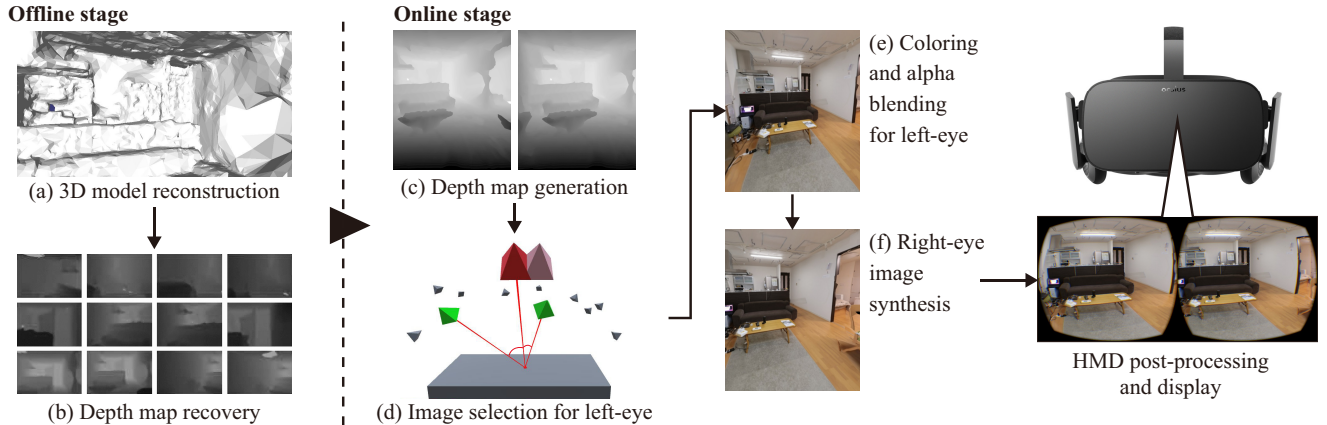 Offline stage
(a) 3D model reconstruction
(b) Depth map recovery
Online stage
(c) Depth map generation
(d) Image selection for left-eye
(e) Coloring
and alpha
blending
for left-eye
(f) Right-eye
image
synthesis
oculus
HMD post-processing
and display